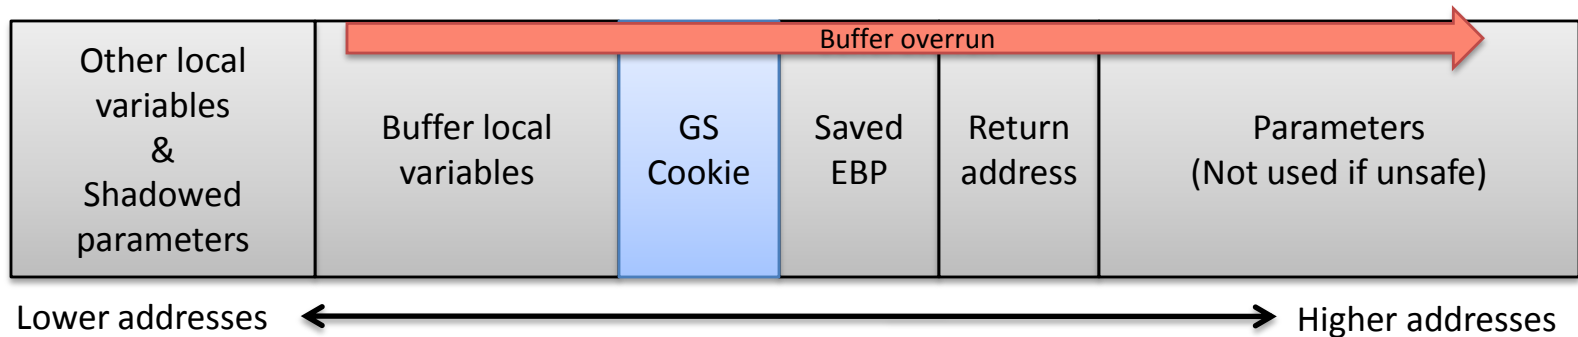 Buffer overrun
Other local
variables
&
Shadowed
parameters
Buffer local
variables
GS
Cookie
Saved
EBP
Return
address
Parameters
(Not used if unsafe)
Lower addresses
Higher addresses